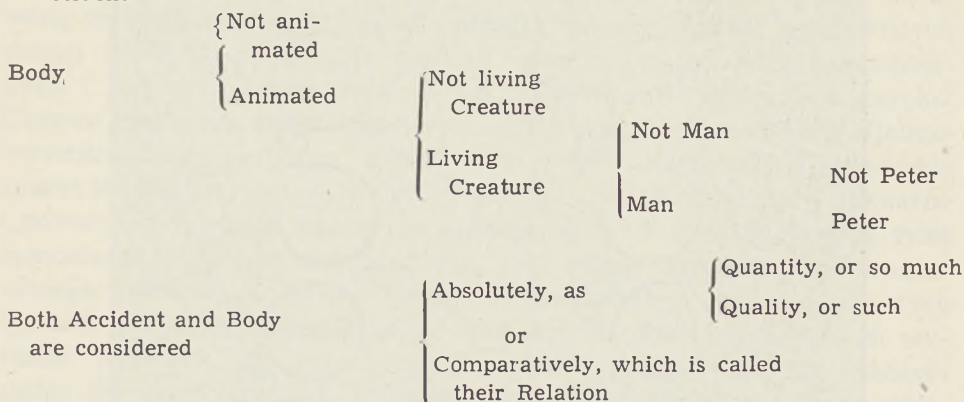 {Not ani-
mated
Body
Animated
Not living
Creature
Living
Creature
Not Man
Man
Not Peter
Peter
Quantity, or so much
Absolutely, as
Quality, or such
Both Accident and Body
are considered
or
Comparatively, which is called
their Relation